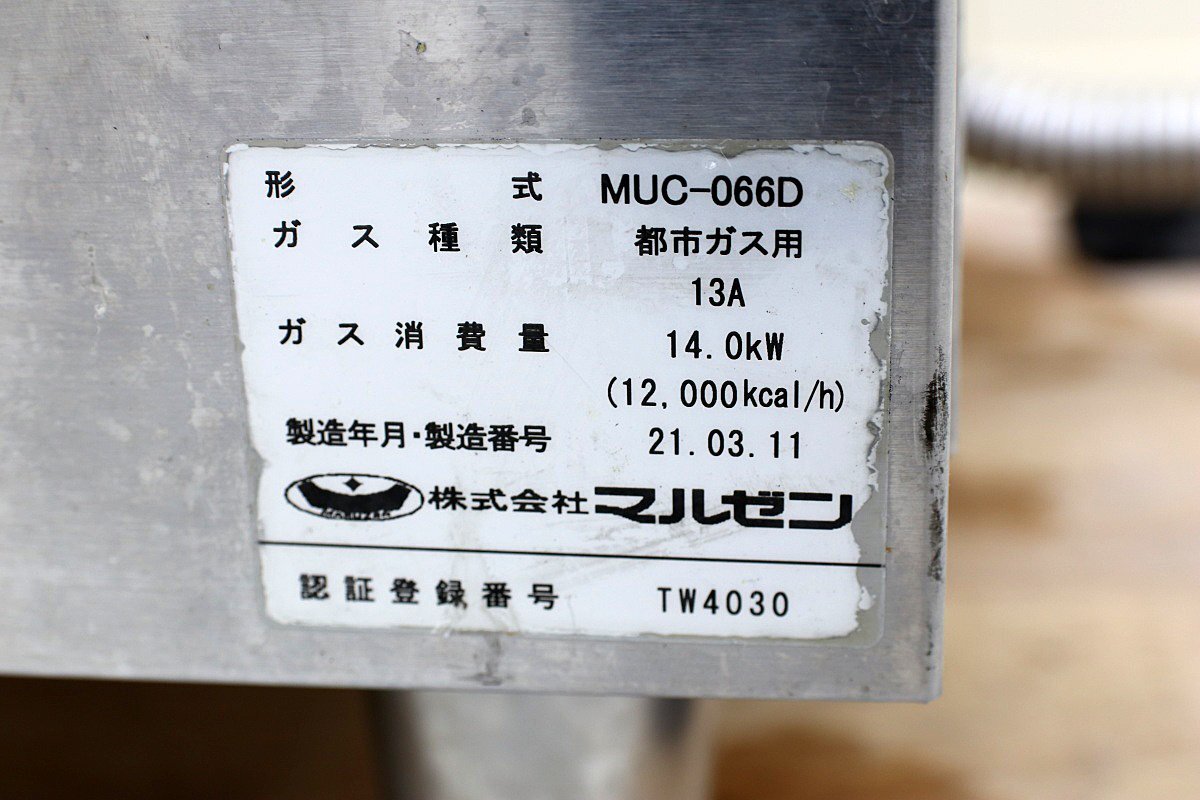 形式 MUC-066D
ガス種類 都市ガス用
13A
ガス消費量 14.0kW
(12,000kcal/h)
製造年月・製造番号 21.03.11
株式会社マルゼン
認証登録番号 TW4030